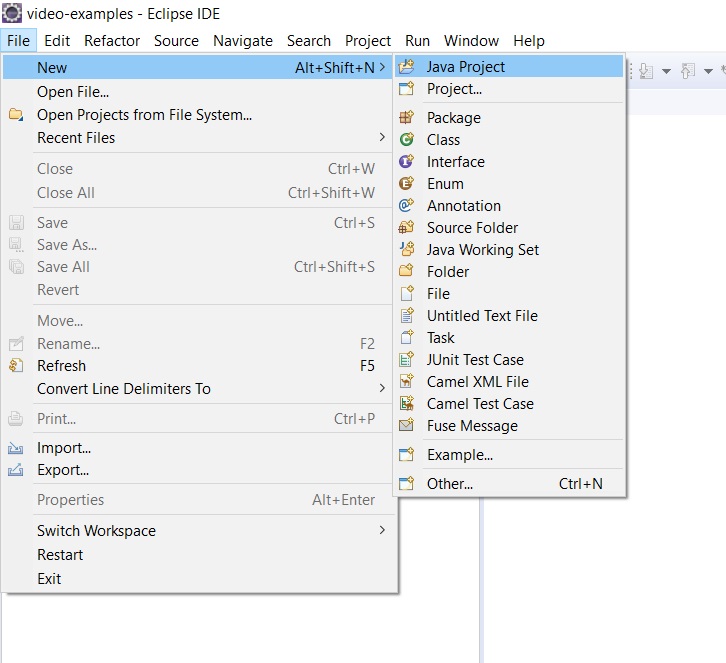 video-examples - Eclipse IDE
File Edit Refactor Source Navigate Search Project Run Window Help
New Alt+Shift+N
Open File...
Open Projects from File System...
Recent Files
Close Ctrl+W
Close All Ctrl+Shift+W
Save Ctrl+S
Save As...
Save All Ctrl+Shift+S
Revert
Move...
Rename... F2
Refresh F5
Convert Line Delimiters To
Print... Ctrl+P
Import...
Export...
Properties Alt+Enter
Switch Workspace
Restart
Exit
Java Project
Project...
Package
Class
Interface
Enum
Annotation
Source Folder
Java Working Set
Folder
File
Untitled Text File
Task
JUnit Test Case
Camel XML File
Camel Test Case
Fuse Message
Example...
Other... Ctrl+N